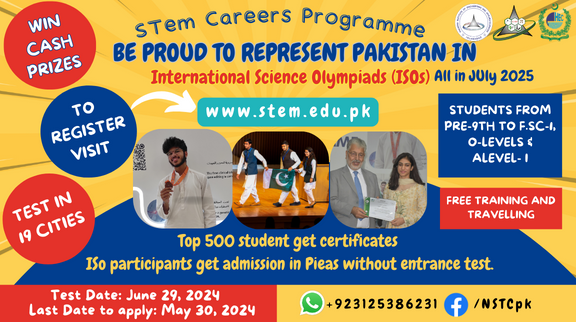 WIN
CASH
PRIZES
STem Careers Programme
BE PROUD TO REPRESENT PAKISTAN IN
International Science Olympiads (ISOs) All in JUly 2025
TO
REGISTER
VISIT
www.stem.edu.pk
STUDENTS FROM
PRE-9TH TO F.SC-I,
O-LEVELS &
ALEVEL- I
TEST IN
19 CITIES
FREE TRAINING AND
TRAVELLING
Top 500 student get certificates
ISo participants get admission in Pieas without entrance test.
Test Date: June 29, 2024
Last Date to apply: May 30, 2024
+923125386231
/NSTCpk